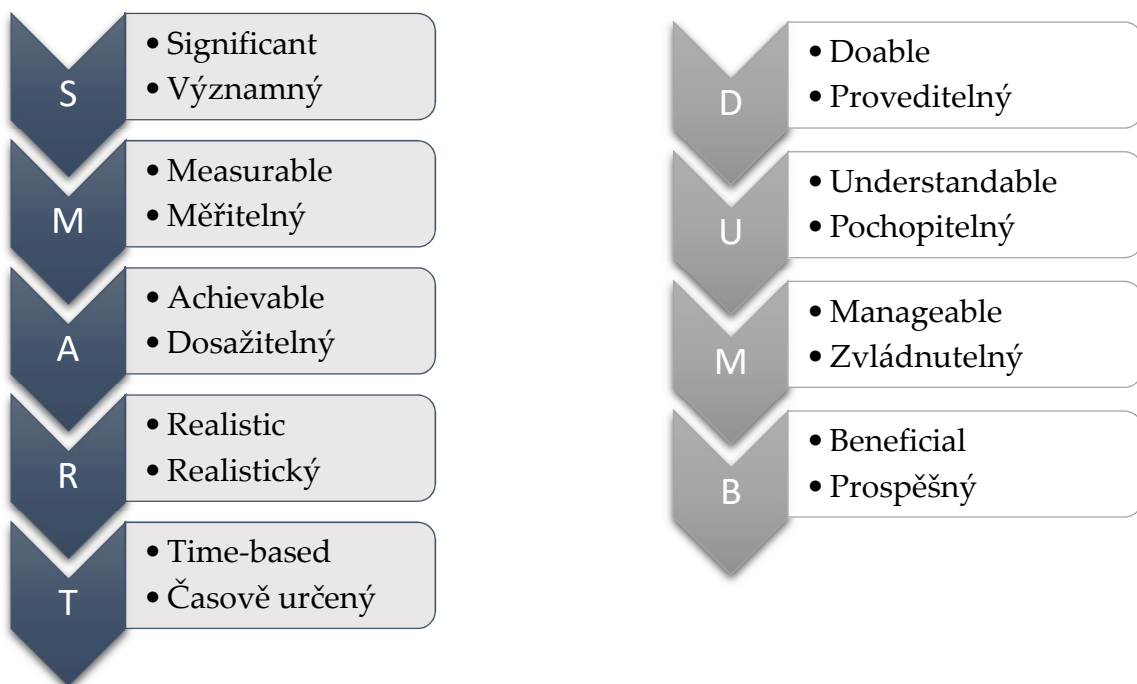 S
• Significant
• Významný
M
• Measurable
• Měřitelný
A
• Achievable
• Dosažitelný
R
• Realistic
• Realistický
T
• Time-based
• Časově určený
D
• Doable
• Proveditelný
U
• Understandable
• Pochopitelný
M
• Manageable
• Zvládnutelný
B
• Beneficial
• Prospěšný